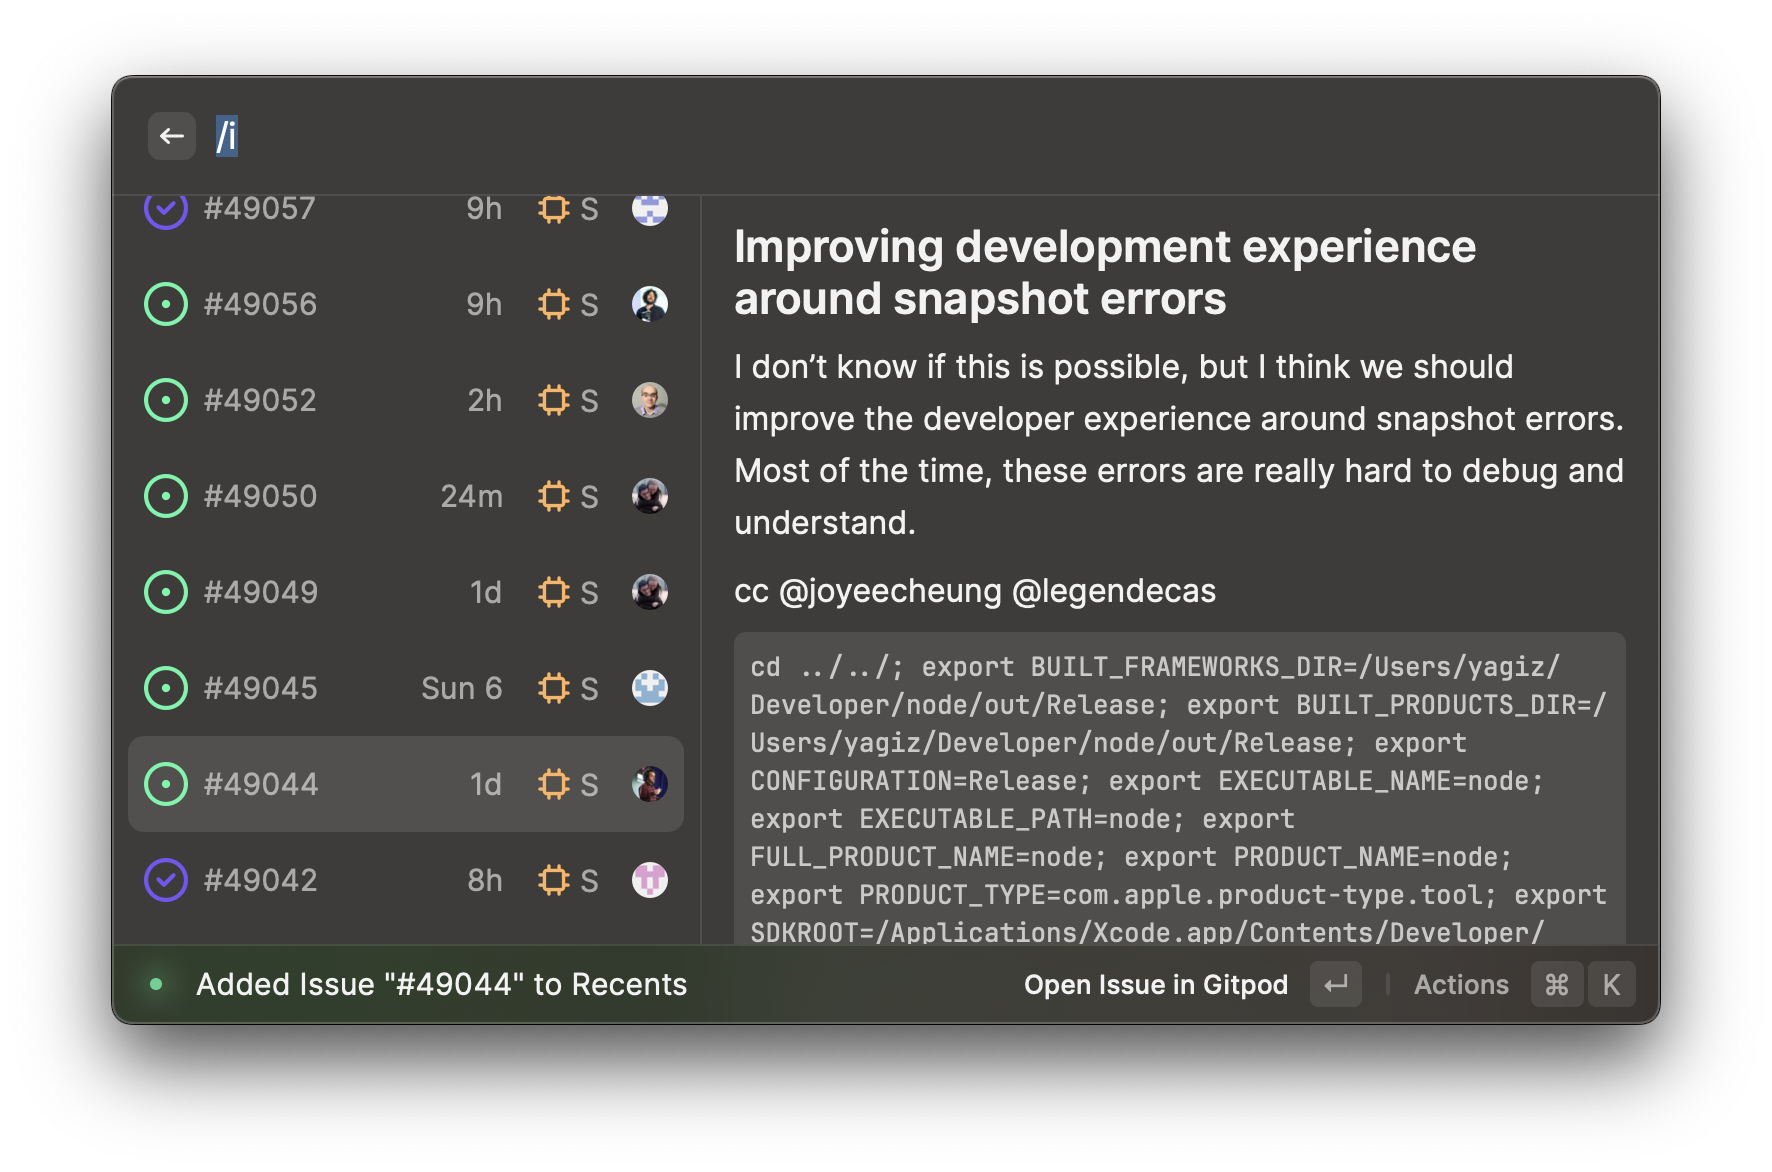 /i
#49057 9h S
#49056 9h S
#49052 2h S
#49050 24m S
#49049 1d S
#49045 Sun 6 S
#49044 1d S
#49042 8h S
Improving development experience
around snapshot errors
I don’t know if this is possible, but I think we should
improve the developer experience around snapshot errors.
Most of the time, these errors are really hard to debug and
understand.
cc @joyeecheung @legendecas
cd ../../; export BUILT_FRAMEWORKS_DIR=/Users/yagiz/
Developer/node/out/Release; export BUILT_PRODUCTS_DIR=/
Users/yagiz/Developer/node/out/Release; export
CONFIGURATION=Release; export EXECUTABLE_NAME=node;
export EXECUTABLE_PATH=node; export
FULL_PRODUCT_NAME=node; export PRODUCT_NAME=node;
export PRODUCT_TYPE=com.apple.product-type.tool; export
SDKROOT=/Applications/Xcode.app/Contents/Developer/
Added Issue "#49044" to Recents
Open Issue in Gitpod ↵ Actions ⌘ K